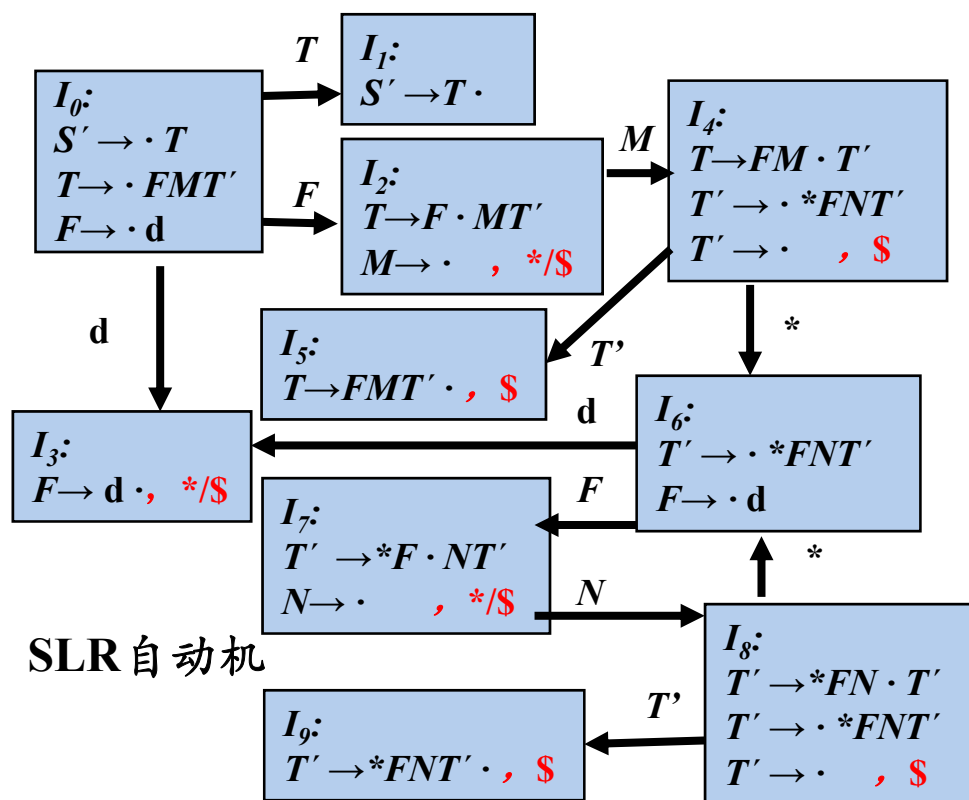 T
I₁:
S′ →T ·
I₀:
S′ → · T
T→ · FMT′
F→ · d
F
I₂:
T→F · MT′
M→ · , */$
M
I₄:
T→FM · T′
T′ → · *FNT′
T′ → · , $
d
T’
*
I₅:
T→FMT′ · , $
d
I₃:
F→ d ·, */$
I₆:
T′ → · *FNT′
F→ · d
F
I₇:
T′ →*F · NT′
N→ · , */$
*
N
SLR自动机
I₈:
T′ →*FN · T′
T′ → · *FNT′
T′ → · , $
T’
I₉:
T′ →*FNT′ · , $